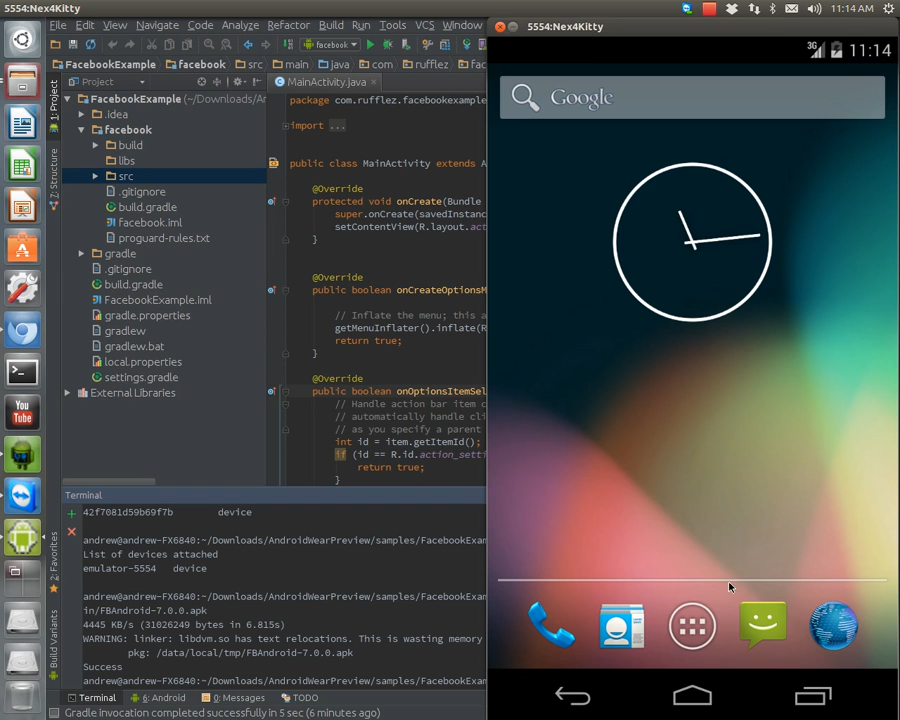 5554:Nex4Kitty
11:14 AM
Edit View Navigate Code Analyze Refactor Build Run Tools VCS Window
facebook
FacebookExample facebook src main java com rufflez
1: Project
Z: Structure
2: Favorites
Build Variants
Project
FacebookExample (~/Downloads/Ar
.idea
facebook
build
libs
src
.gitignore
build.gradle
facebook.iml
proguard-rules.txt
gradle
.gitignore
build.gradle
FacebookExample.iml
gradle.properties
gradlew
gradlew.bat
local.properties
settings.gradle
External Libraries
MainActivity.java
package com.rufflez.facebookexample
import ...
public class MainActivity extends A
@Override
protected void onCreate(Bundle
super.onCreate(savedInstanc
setContentView(R.layout.act
}
@Override
public boolean onCreateOptionsM
// Inflate the menu; this a
getMenuInflater().inflate(R
return true;
}
@Override
public boolean onOptionsItemSel
// Handle action bar item c
// automatically handle cli
// as you specify a parent
int id = item.getItemId();
if (id == R.id.action_setti
return true;
}
Terminal
42f7081d59b69f7b device
andrew@andrew-FX6840:~/Downloads/AndroidWearPreview/samples/FacebookExam
List of devices attached
emulator-5554 device
andrew@andrew-FX6840:~/Downloads/AndroidWearPreview/samples/FacebookExam
in/FBAndroid-7.0.0.apk
4445 KB/s (31026249 bytes in 6.815s)
WARNING: linker: libdvm.so has text relocations. This is wasting memory
pkg: /data/local/tmp/FBAndroid-7.0.0.apk
Success
andrew@andrew-FX6840:~/Downloads/AndroidWearPreview/samples/FacebookExam
Terminal 6: Android 0: Messages TODO
Gradle invocation completed successfully in 5 sec (6 minutes ago)
You
Tube
5554:Nex4Kitty
3G 11:14
Google